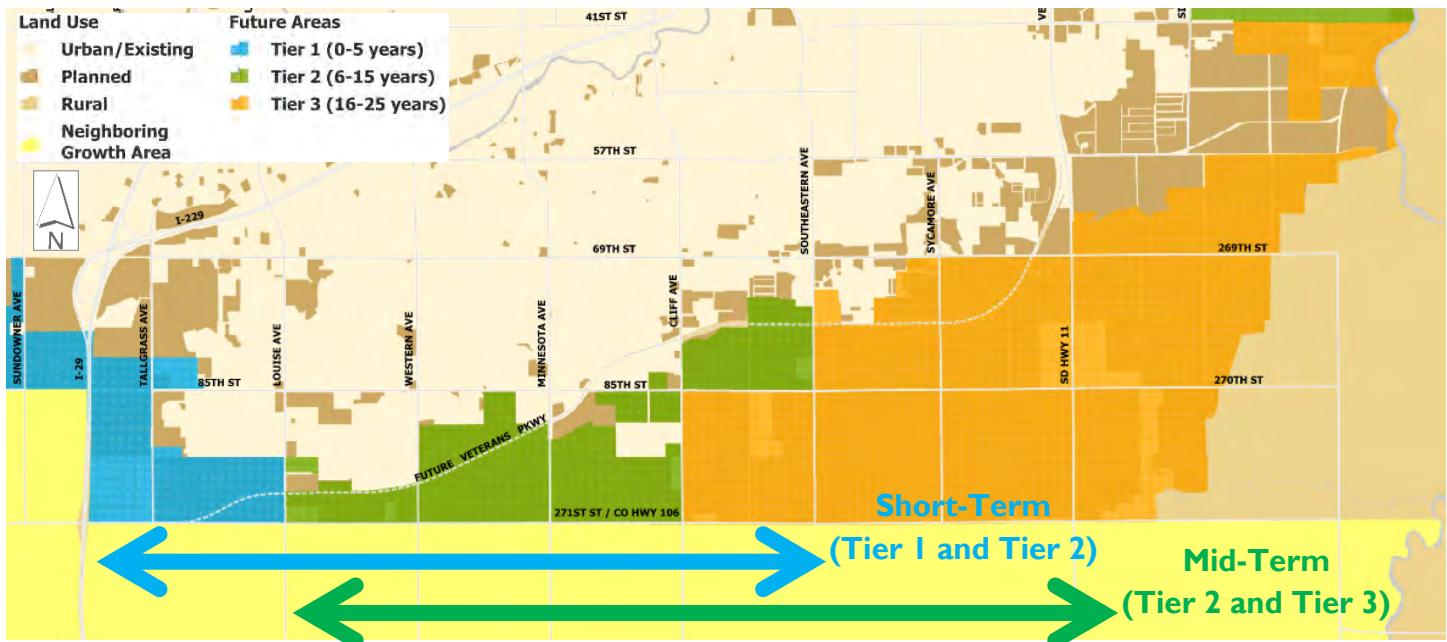 Land Use
Urban/Existing
Planned
Rural
Neighboring
Growth Area
Future Areas
Tier 1 (0-5 years)
Tier 2 (6-15 years)
Tier 3 (16-25 years)
N
41ST ST
57TH ST
I-229
69TH ST
269TH ST
SUNDOWNER AVE
I-29
TALLGRASS AVE
LOUISE AVE
WESTERN AVE
MINNESOTA AVE
CLIFF AVE
SOUTHEASTERN AVE
SYCAMORE AVE
SD HWY 11
85TH ST
85TH ST
270TH ST
FUTURE VETERANS PKWY
271ST ST / CO HWY 106
Short-Term
(Tier 1 and Tier 2)
Mid-Term
(Tier 2 and Tier 3)